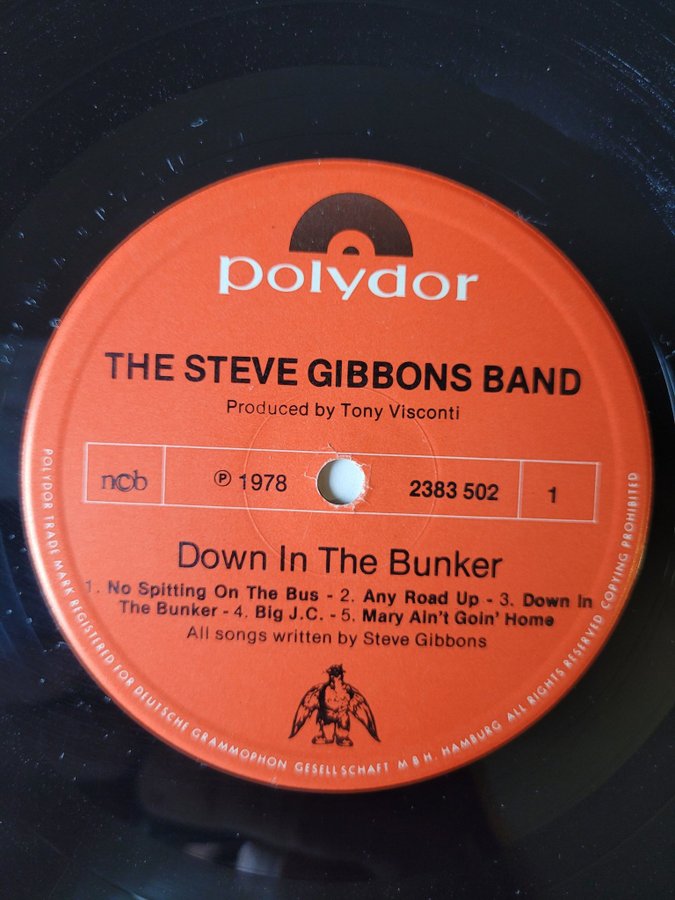 polydor
THE STEVE GIBBONS BAND
Produced by Tony Visconti
ncb
℗ 1978
2383 502
1
Down In The Bunker
1. No Spitting On The Bus - 2. Any Road Up - 3. Down In
The Bunker - 4. Big J.C. - 5. Mary Ain't Goin' Home
All songs written by Steve Gibbons
POLYDOR TRADE MARK REGISTERED FOR DEUTSCHE GRAMMOPHON GESELLSCHAFT M B H. HAMBURG ALL RIGHTS RESERVED COPYING PROHIBITED